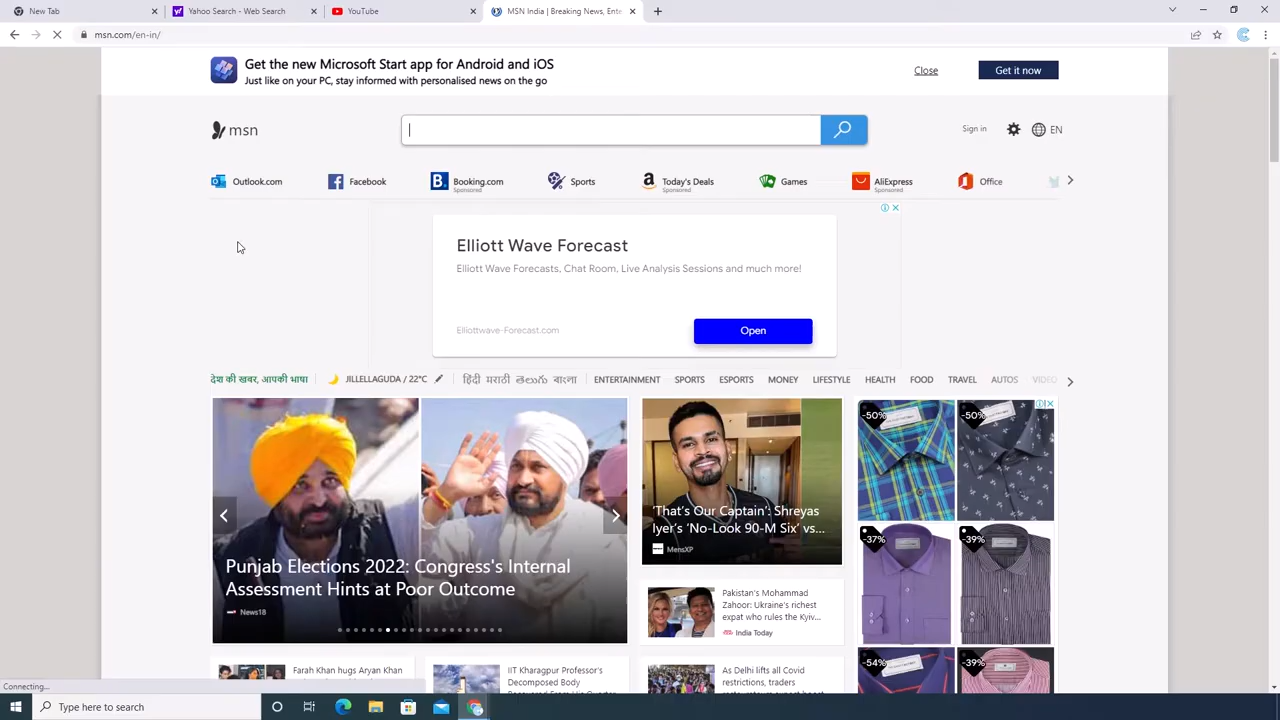 New Tab
Yahoo Search - Web Search
YouTube
MSN India | Breaking News, Ente
msn.com/en-in/
Get the new Microsoft Start app for Android and iOS
Just like on your PC, stay informed with personalised news on the go
Close
Get it now
msn
Sign in
EN
Outlook.com
Facebook
Booking.com
Sponsored
Sports
Today's Deals
Sponsored
Games
AliExpress
Sponsored
Office
Elliott Wave Forecast
Elliott Wave Forecasts, Chat Room, Live Analysis Sessions and much more!
Elliottwave-Forecast.com
Open
देश की खबर, आपकी भाषा
JILLELLAGUDA / 22°C
हिंदी मराठी తెలుగు বাংলা
ENTERTAINMENT
SPORTS
ESPORTS
MONEY
LIFESTYLE
HEALTH
FOOD
TRAVEL
AUTOS
VIDEO
Punjab Elections 2022: Congress's Internal
Assessment Hints at Poor Outcome
News18
'That's Our Captain': Shreyas
Iyer's 'No-Look 90-M Six' vs...
MensXP
Pakistan's Mohammad
Zahoor: Ukraine's richest
expat who rules the Kyiv...
India Today
-50%
-50%
-37%
-39%
-54%
-39%
Farah Khan hugs Aryan Khan
IIT Kharagpur Professor's
Decomposed Body
As Delhi lifts all Covid
restrictions, traders
Connecting...
Type here to search